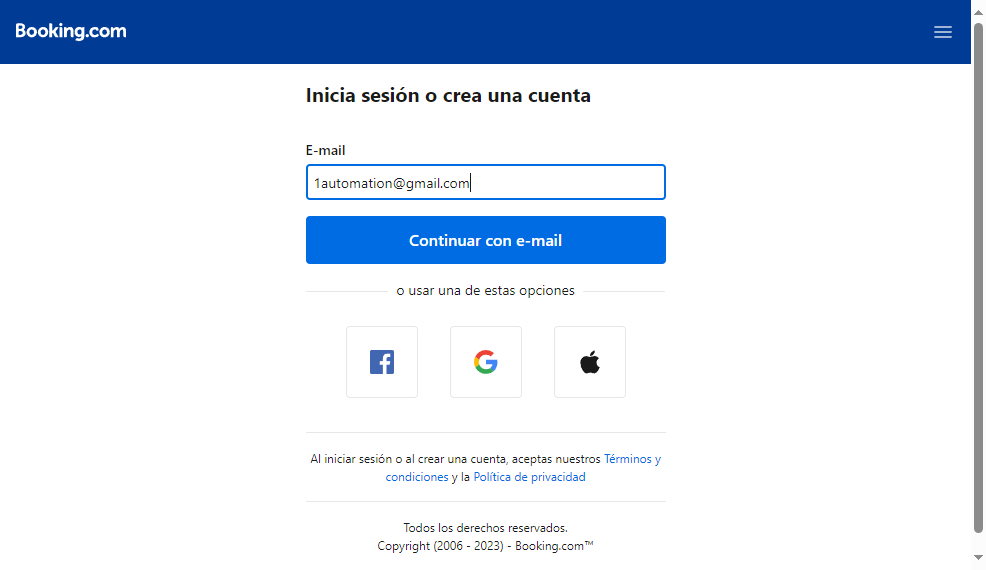 Booking.com
Inicia sesión o crea una cuenta
E-mail
1automation@gmail.com
Continuar con e-mail
o usar una de estas opciones
Al iniciar sesión o al crear una cuenta, aceptas nuestros Términos y
condiciones y la Política de privacidad
Todos los derechos reservados.
Copyright (2006 - 2023) - Booking.com™